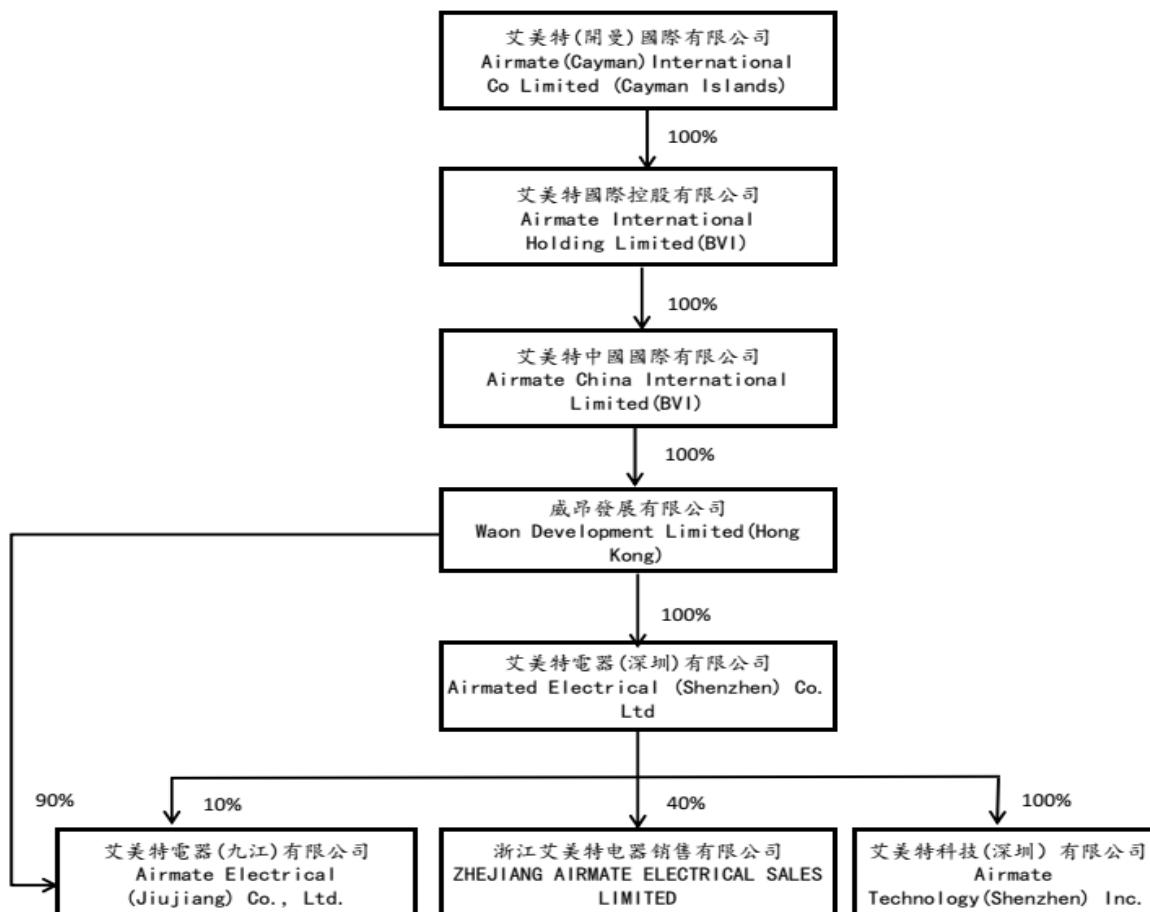 艾美特(開曼)國際有限公司
Airmate(Cayman)International
Co Limited (Cayman Islands)
100%
艾美特國際控股有限公司
Airmate International
Holding Limited(BVI)
100%
艾美特中國國際有限公司
Airmate China International
Limited(BVI)
100%
威昂發展有限公司
Waon Development Limited(Hong
Kong)
100%
艾美特電器(深圳)有限公司
Airmated Electrical (Shenzhen) Co.
Ltd
90%
10%
40%
100%
艾美特電器(九江)有限公司
Airmate Electrical
(Jiujiang) Co., Ltd.
浙江艾美特电器销售有限公司
ZHEJIANG AIRMATE ELECTRICAL SALES
LIMITED
艾美特科技(深圳) 有限公司
Airmate
Technology(Shenzhen) Inc.